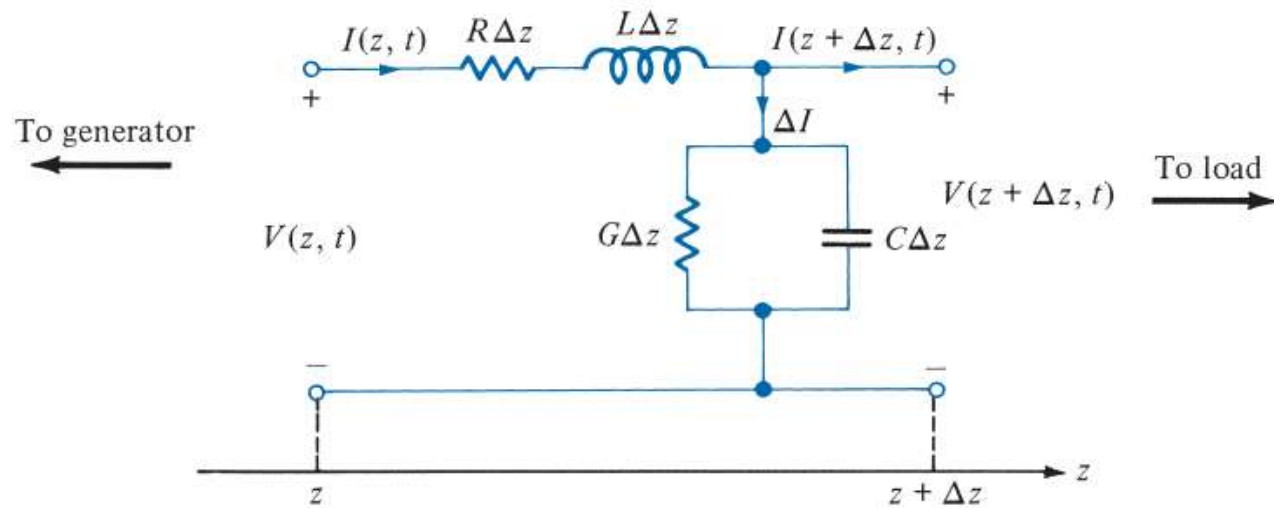 I(z, t) RΔz LΔz I(z + Δz, t)
+ +
To generator ΔI
V(z + Δz, t) To load
V(z, t) GΔz CΔz
– –
z
z z + Δz